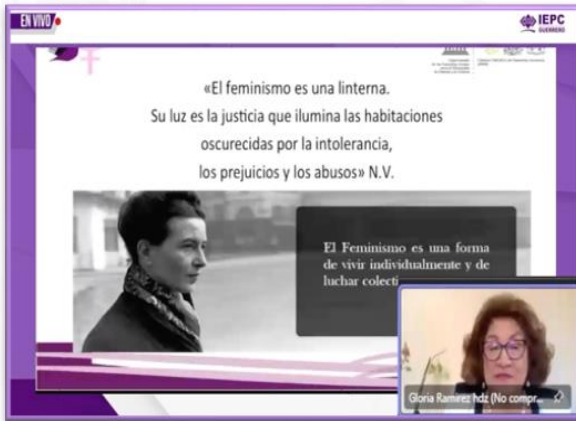 EN VIVO
IEPC
GUERRERO
«El feminismo es una linterna.
Su luz es la justicia que ilumina las habitaciones
oscurecidas por la intolerancia,
los prejuicios y los abusos» N.V.
El Feminismo es una forma
de vivir individualmente y de
luchar colecti
Gloria Ramirez hdz (No compr...